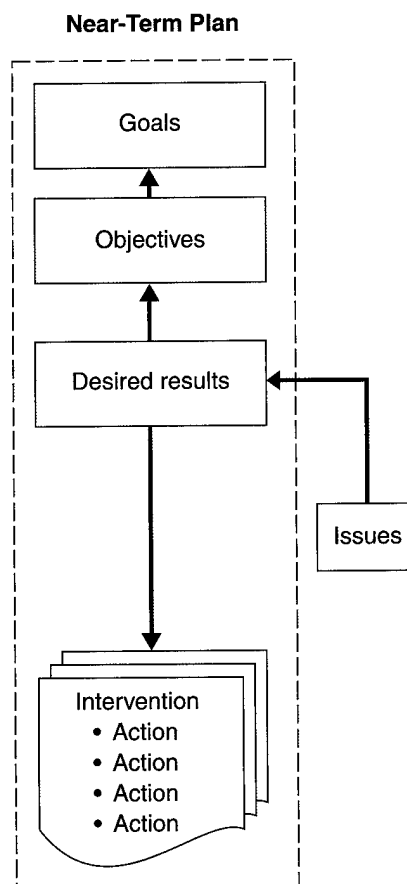 Near-Term Plan
Goals
Objectives
Desired results
Issues
Intervention
• Action
• Action
• Action
• Action